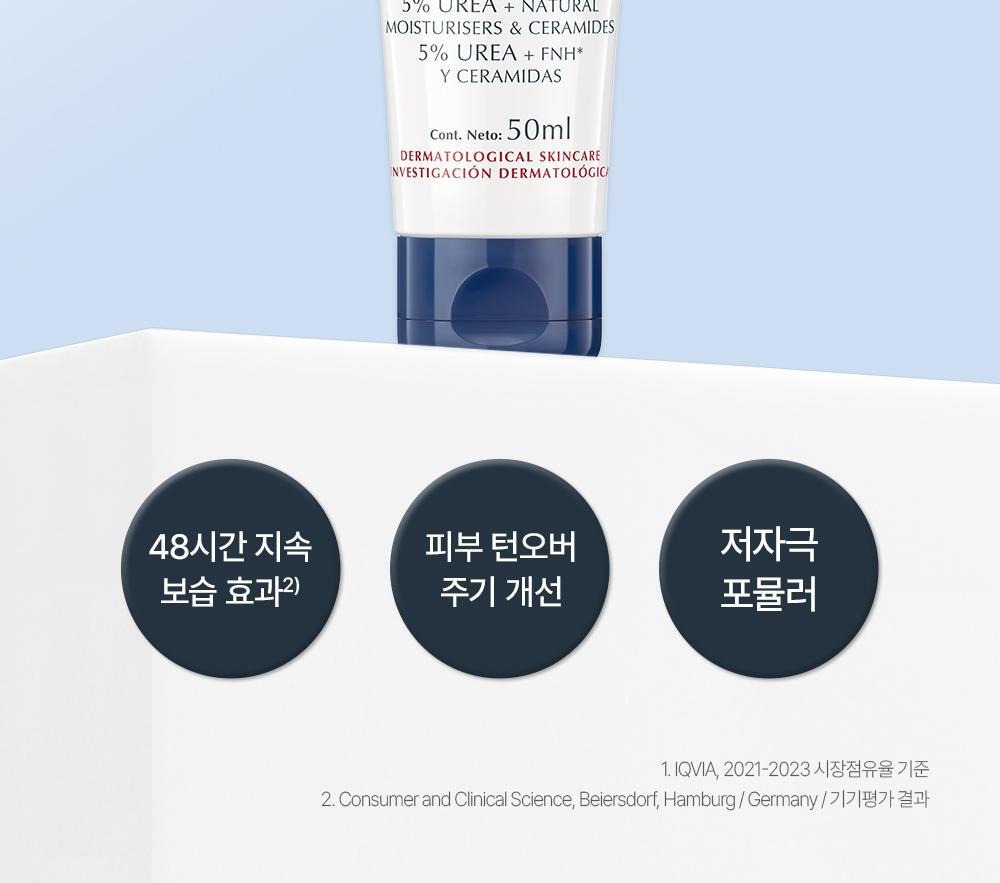 5% UREA + NATURAL
MOISTURISERS & CERAMIDES
5% UREA + FNH*
Y CERAMIDAS
Cont. Neto: 50ml
DERMATOLOGICAL SKINCARE
INVESTIGACIÓN DERMATOLÓGICA
48시간 지속
보습 효과2)
피부 턴오버
주기 개선
저자극
포뮬러
1. IQVIA, 2021-2023 시장점유율 기준
2. Consumer and Clinical Science, Beiersdorf, Hamburg / Germany / 기기평가 결과